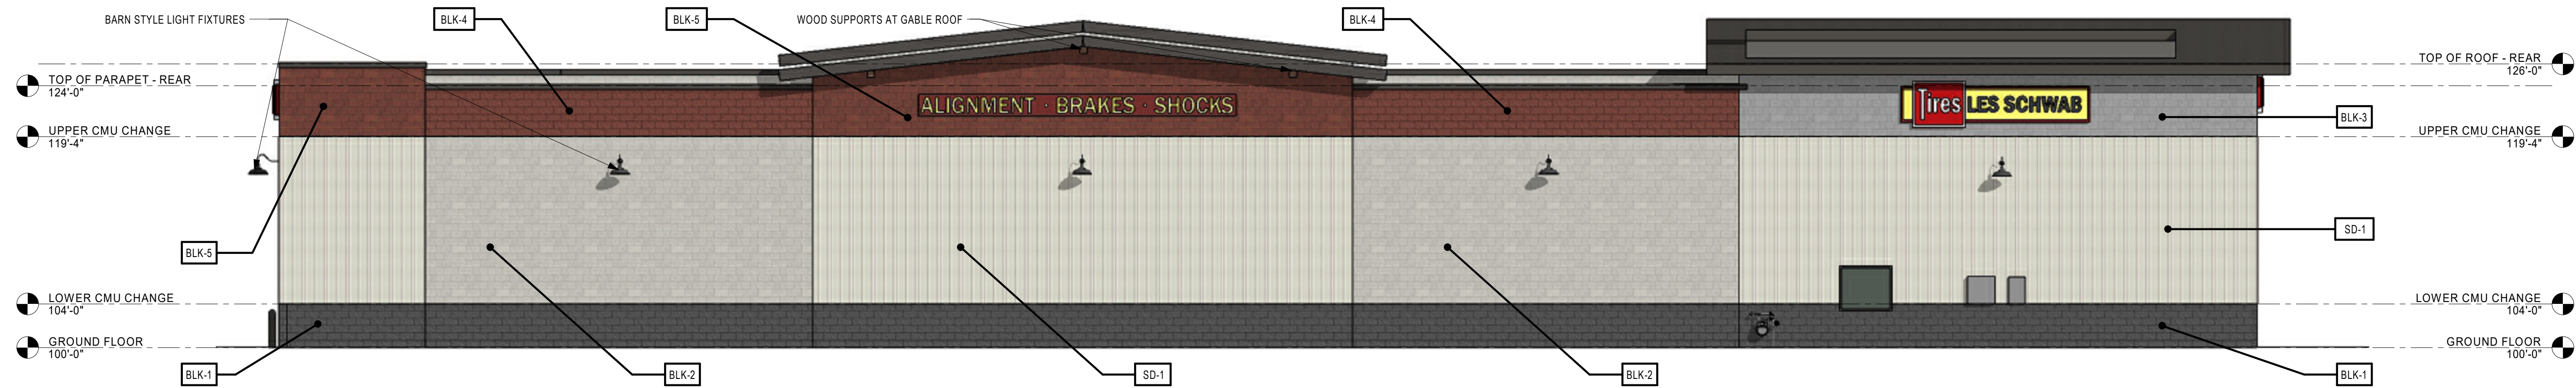 BARN STYLE LIGHT FIXTURES
BLK-4
BLK-5
WOOD SUPPORTS AT GABLE ROOF
BLK-4
TOP OF PARAPET - REAR
124'-0"
TOP OF ROOF - REAR
126'-0"
ALIGNMENT · BRAKES · SHOCKS
Tires LES SCHWAB
BLK-3
UPPER CMU CHANGE
119'-4"
UPPER CMU CHANGE
119'-4"
BLK-5
SD-1
LOWER CMU CHANGE
104'-0"
LOWER CMU CHANGE
104'-0"
GROUND FLOOR
100'-0"
GROUND FLOOR
100'-0"
BLK-1
BLK-2
SD-1
BLK-2
BLK-1